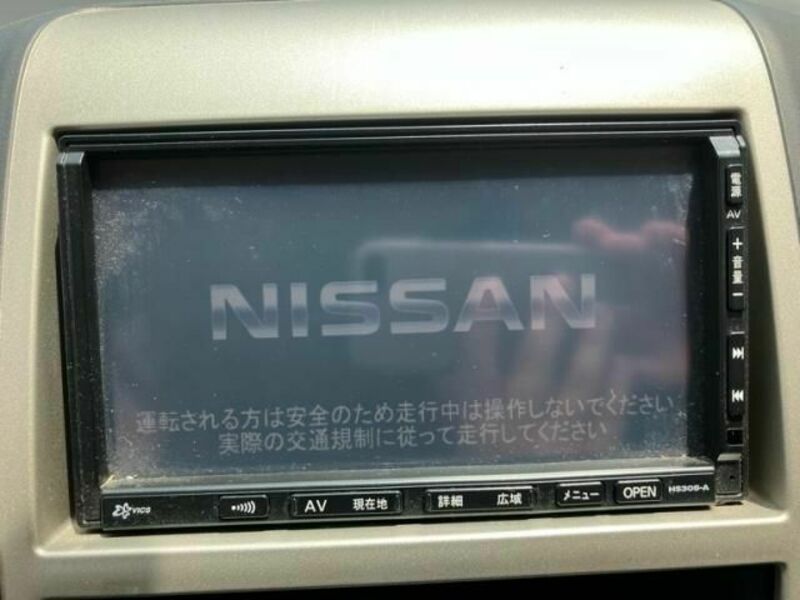 電源
AV
+
音量
-
NISSAN
運転される方は安全のため走行中は操作しないでください
実際の交通規制に従って走行してください
VICS
AV 現在地
詳細 広域
メニュー
OPEN
HS309-A